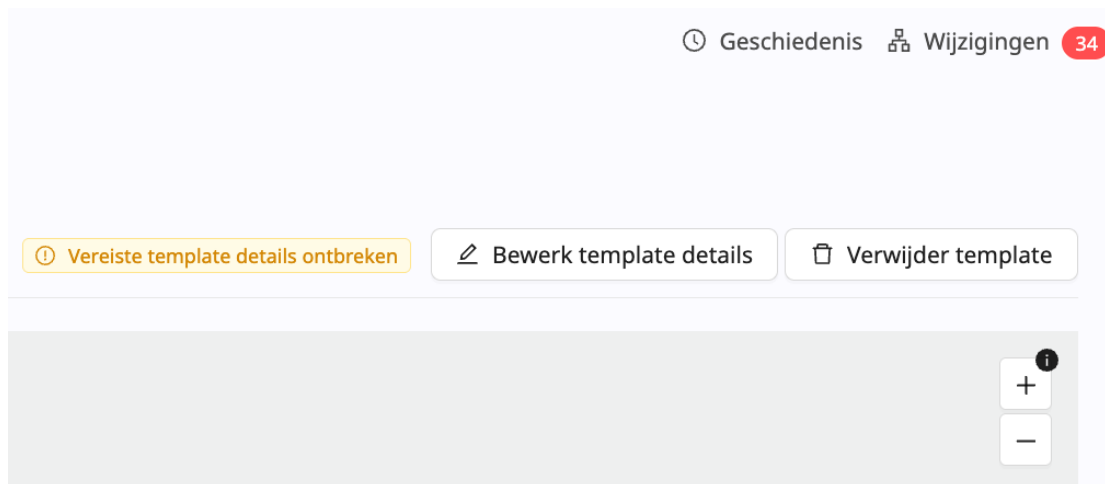 Geschiedenis Wijzigingen 34
Vereiste template details ontbreken Bewerk template details Verwijder template
i
+
−